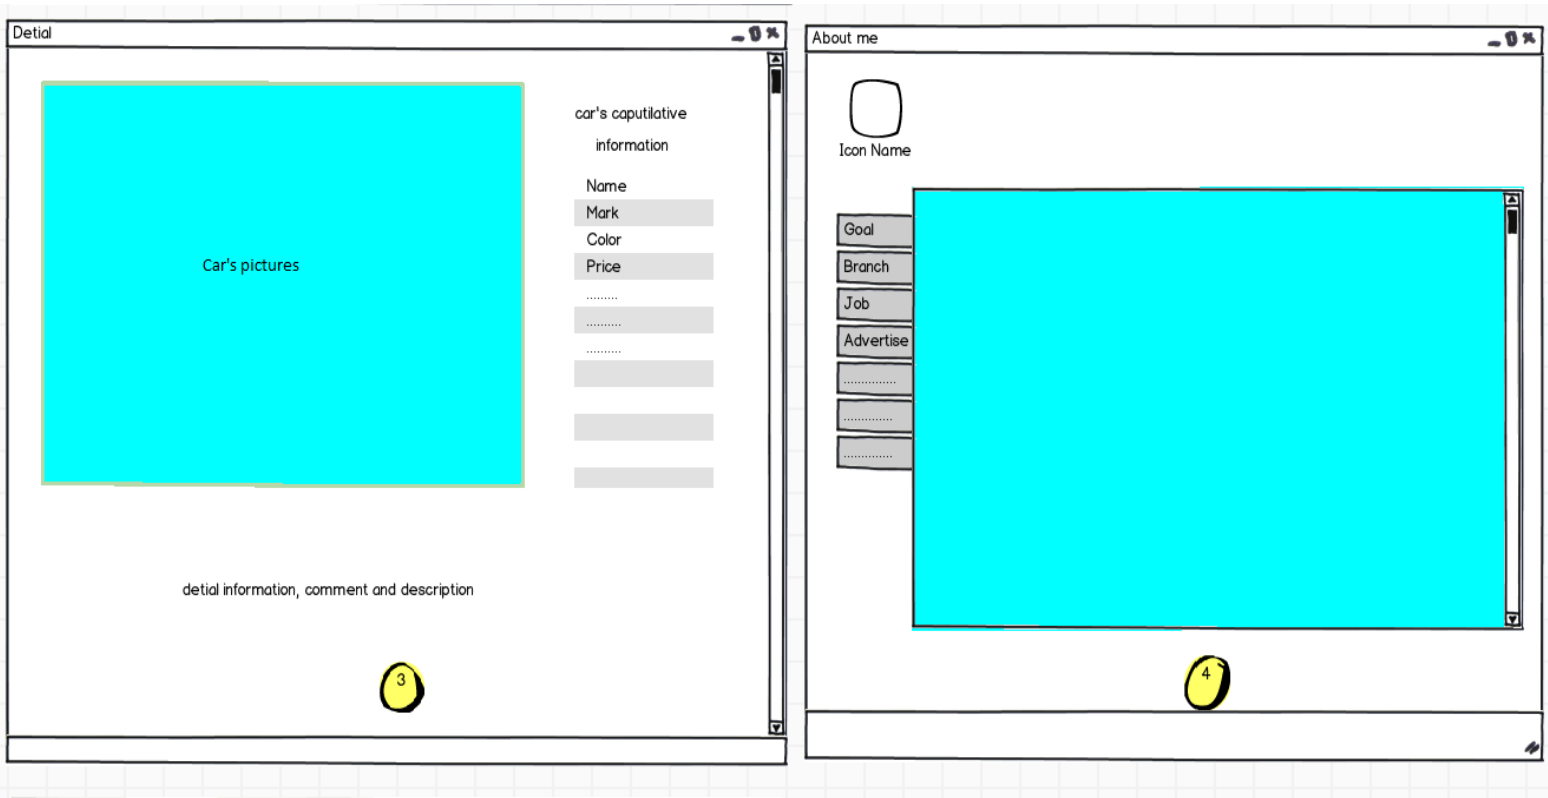 Detial
Car's pictures
car's caputilative
information
Name
Mark
Color
Price
.........
..........
..........
detial information, comment and description
3
About me
Icon Name
Goal
Branch
Job
Advertise
...............
..............
..............
4